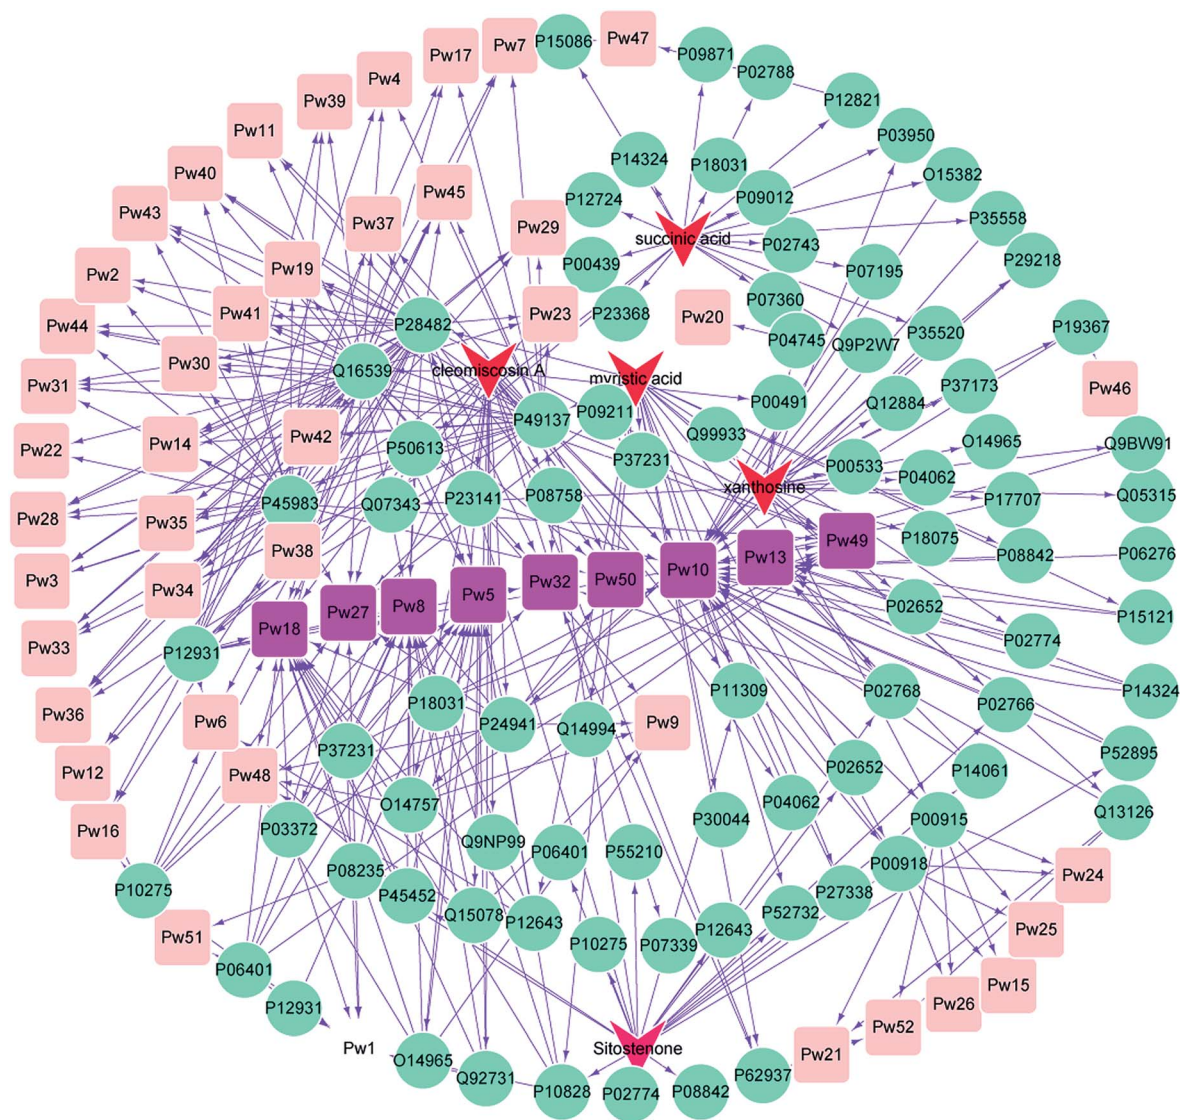 Pw47
Pw7
P15086
Pw17
P09871
Pw4
P02788
Pw39
P12821
Pw11
P03950
P14324
P18031
Pw40
O15382
Pw45
P12724
P09012
Pw43
Pw37
Pw29
succinic acid
P35558
P02743
Pw2
Pw19
P00439
P07195
P29218
Pw44
Pw41
P28482
Pw23
P23368
Pw20
P07360
P19367
P04745
Q9P2W7
P35520
Pw31
Pw30
Q16539
cleomiscosin A
myristic acid
Pw46
P00491
Q12884
P37173
Pw22
Pw14
Pw42
P50613
P49137
P09211
Q99933
O14965
Q9BW91
P37231
P00533
P04062
Pw28
Pw35
P45983
Q07343
P23141
P08758
xanthosine
P17707
Q05315
Pw38
Pw49
P18075
Pw3
Pw34
Pw32
Pw50
Pw10
Pw13
P08842
P06276
Pw18
Pw27
Pw8
Pw5
P02652
P15121
Pw33
P12931
P02774
P11309
P02768
P14324
Pw36
Pw6
P18031
P24941
Q14994
Pw9
P02766
Pw12
Pw48
P37231
P02652
P14061
P52895
Pw16
P03372
O14757
P04062
Q13126
Q9NP99
P06401
P55210
P30044
P00915
P10275
P08235
P00918
Pw24
P45452
Q15078
P12643
P27338
Pw51
P10275
P07339
P12643
P52732
Pw25
P06401
Pw15
P12931
Pw26
Pw1
Sitostenone
Pw52
O14965
Pw21
Q92731
P10828
P02774
P08842
P62937